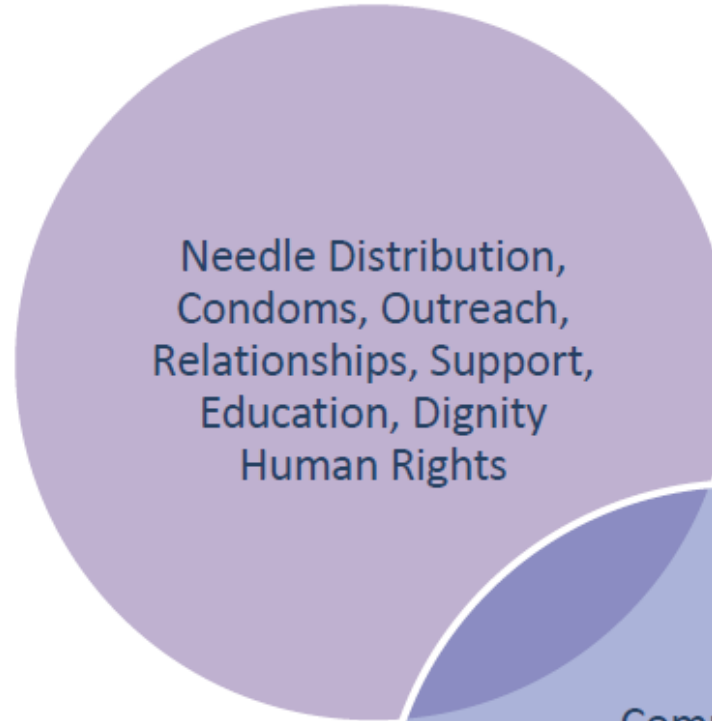 Needle Distribution,
Condoms, Outreach,
Relationships, Support,
Education, Dignity
Human Rights